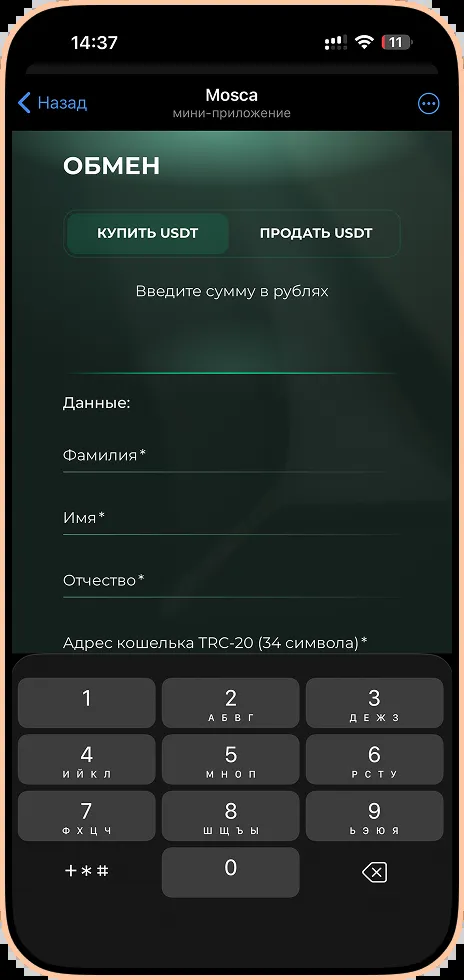 14:37
11
Назад
Mosca
мини-приложение
ОБМЕН
КУПИТЬ USDT
ПРОДАТЬ USDT
Введите сумму в рублях
Данные:
Фамилия*
Имя*
Отчество*
Адрес кошелька TRC-20 (34 символа)*
1
2
3
АБВГ
ДЕЖЗ
4
5
6
ИЙКЛ
МНОП
РСТУ
7
8
9
ФХЦЧ
ШЩЪЫ
ЬЭЮЯ
+*#
0